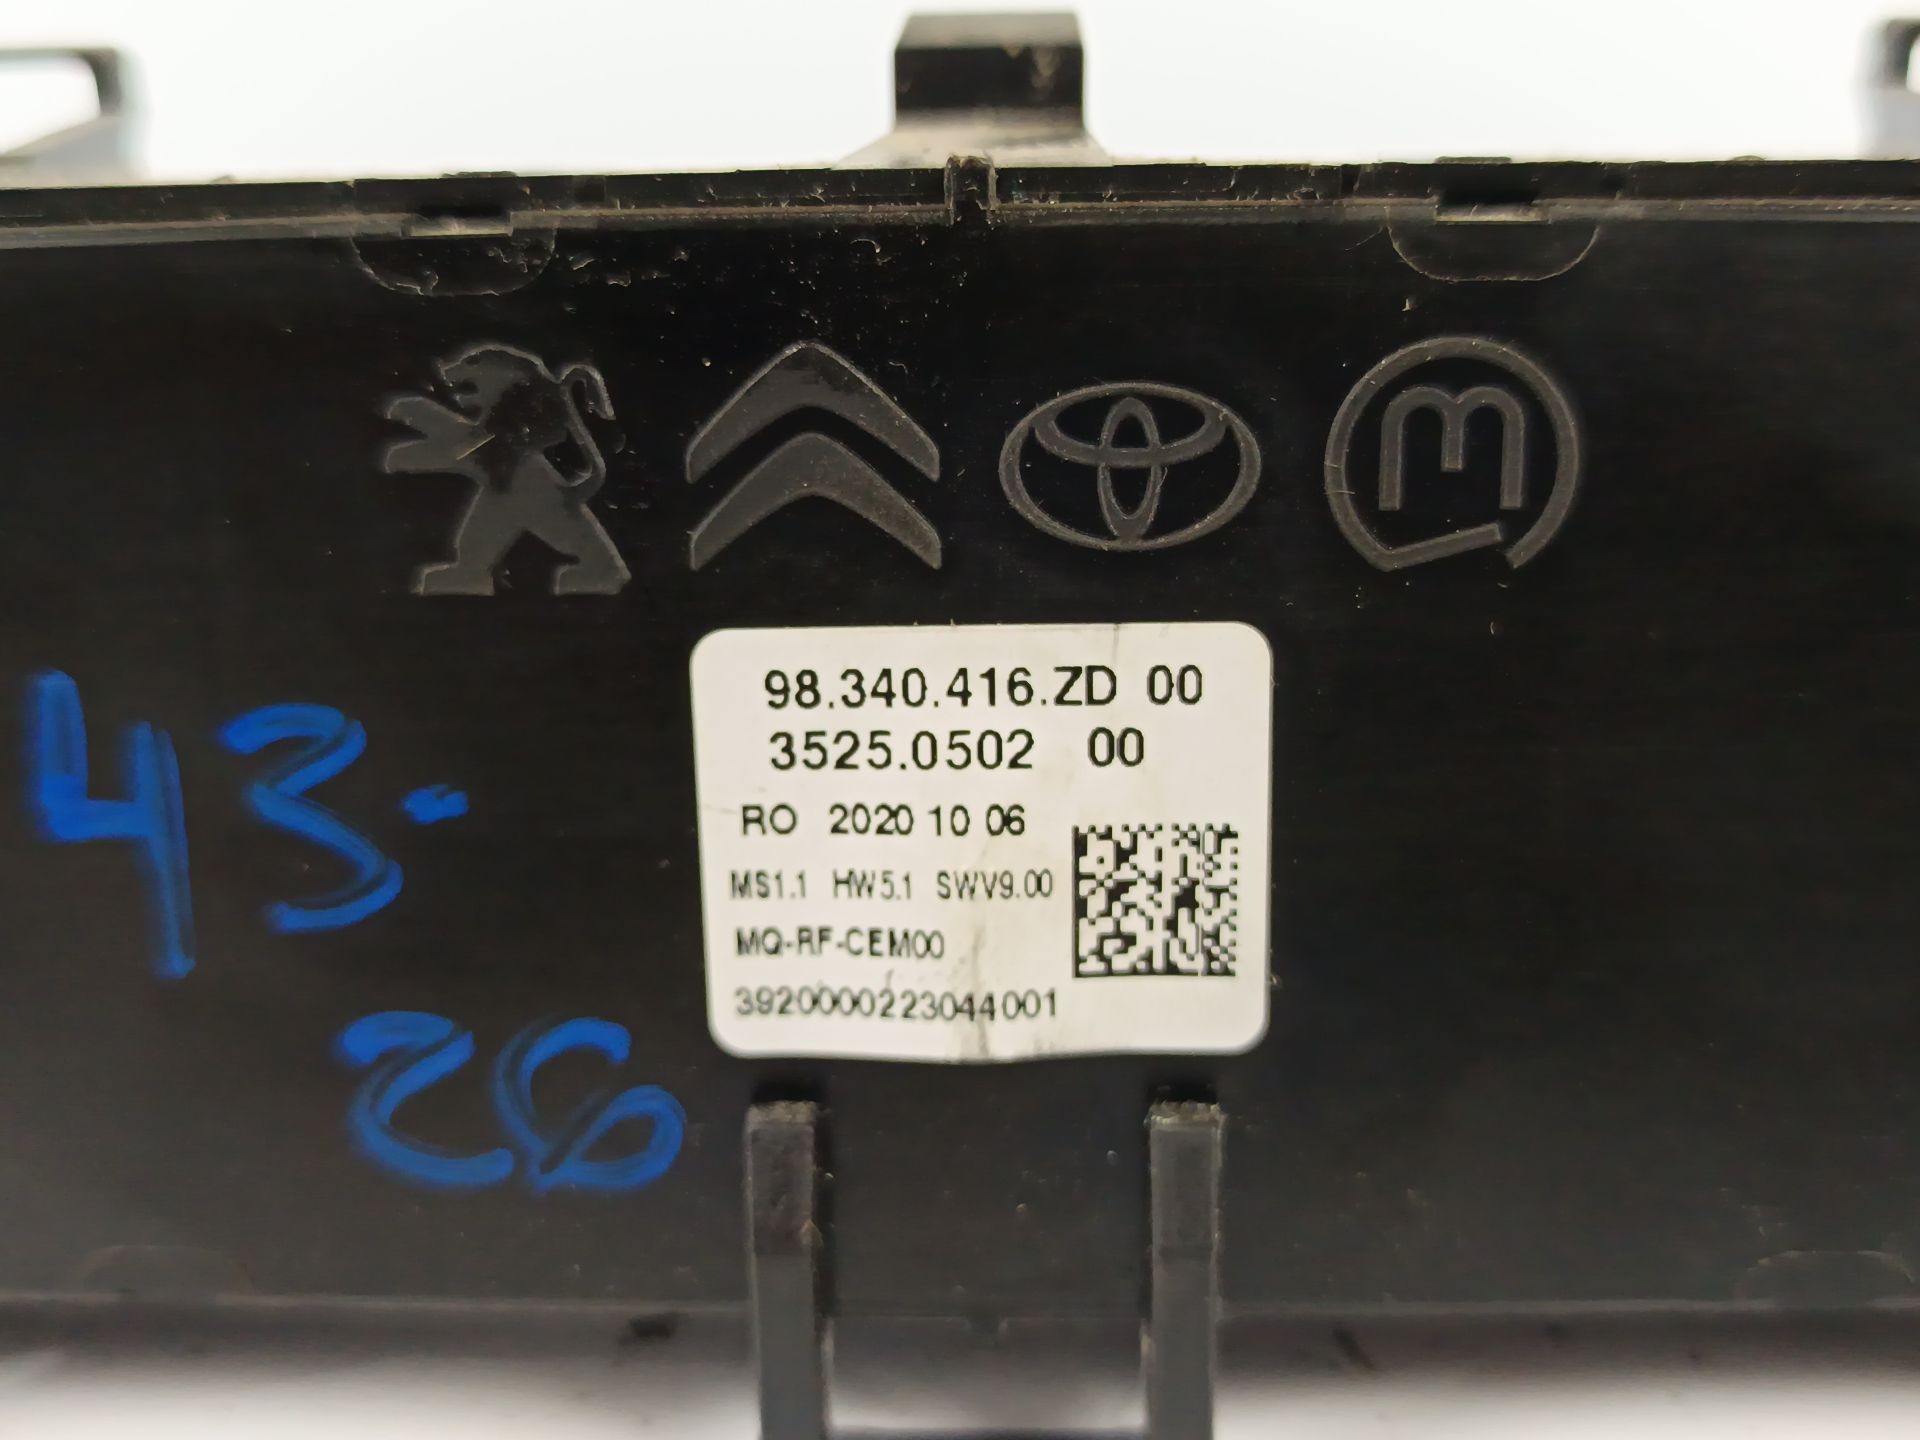 98.340.416.ZD 00
3525.0502 00
RO 2020 10 06
MS1.1 HW5.1 SWV9.00
MQ-RF-CEM00
3920000223044001
43-
26